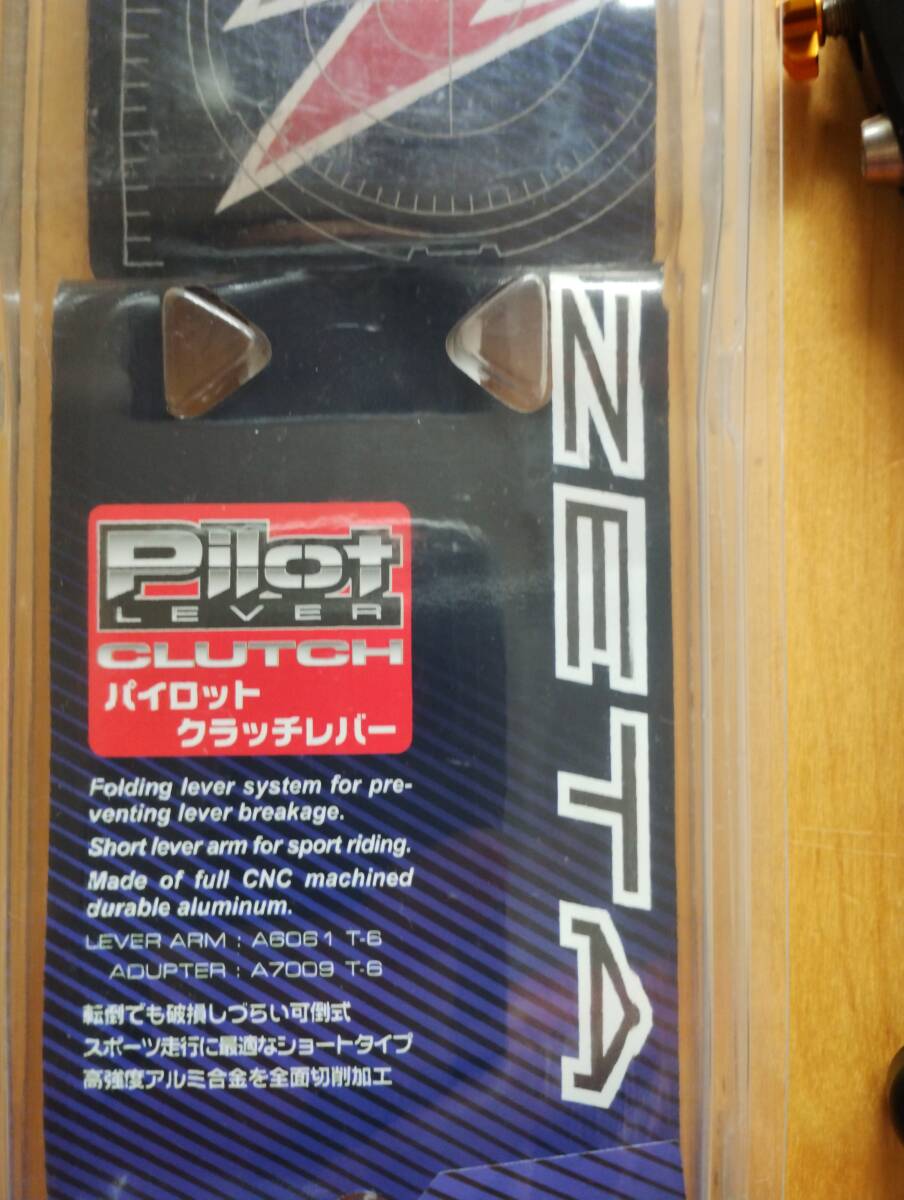 ZETA
Pilot
LEVER
CLUTCH
パイロット
クラッチレバー
Folding lever system for pre-
venting lever breakage.
Short lever arm for sport riding.
Made of full CNC machined
durable aluminum.
LEVER ARM : A6061 T-6
ADUPTER : A7009 T-6
転倒でも破損しづらい可倒式
スポーツ走行に最適なショートタイプ
高強度アルミ合金を全面切削加工